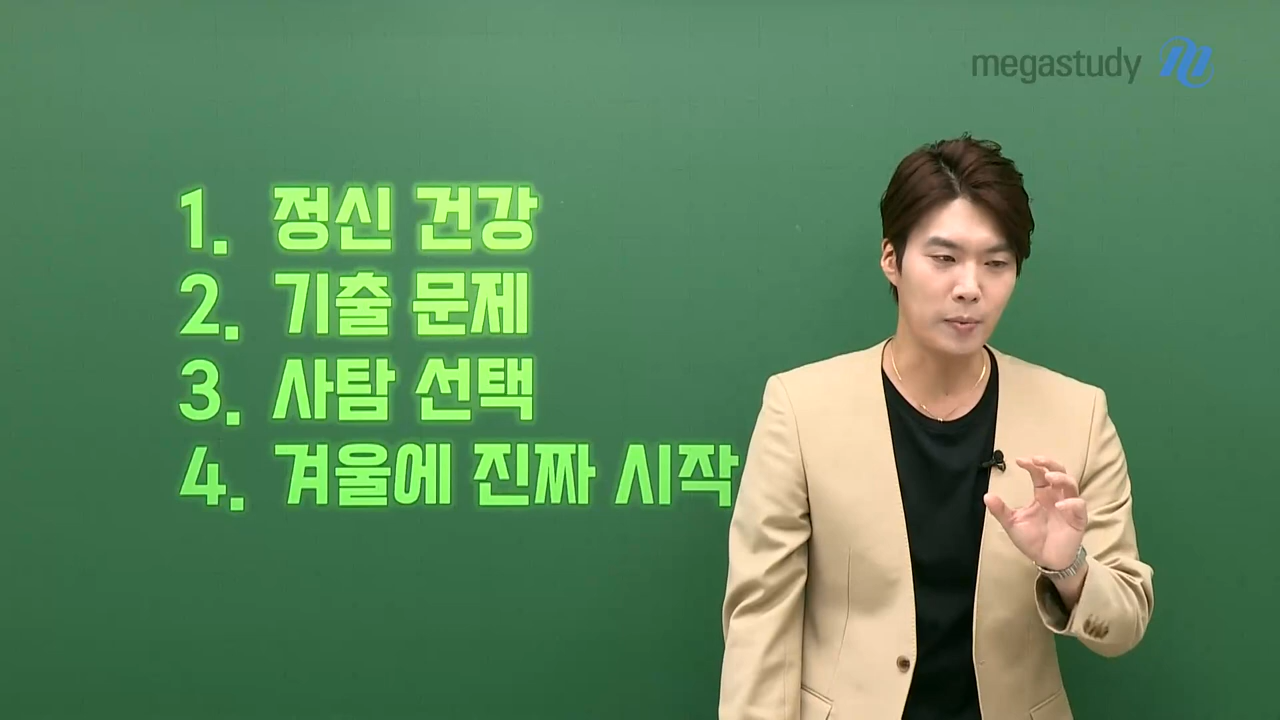 megastudy
1. 정신 건강
2. 기출 문제
3. 사탐 선택
4. 겨울에 진짜 시작